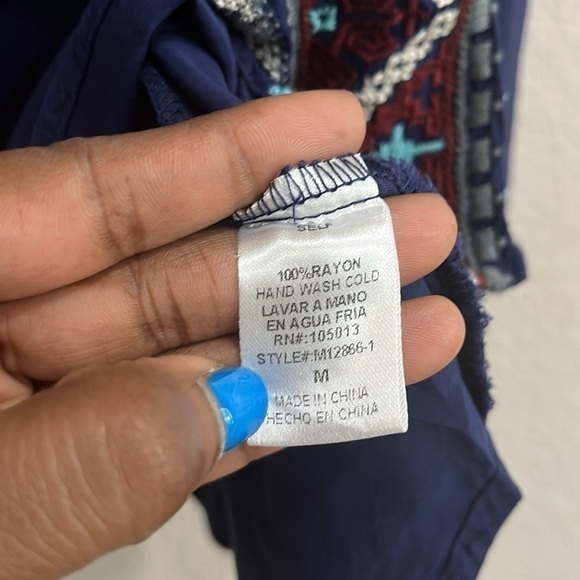 SELF
100%RAYON
HAND WASH COLD
LAVAR A MANO
EN AGUA FRIA
RN#:105013
STYLE#:M12866-1
M
MADE IN CHINA
HECHO EN CHINA